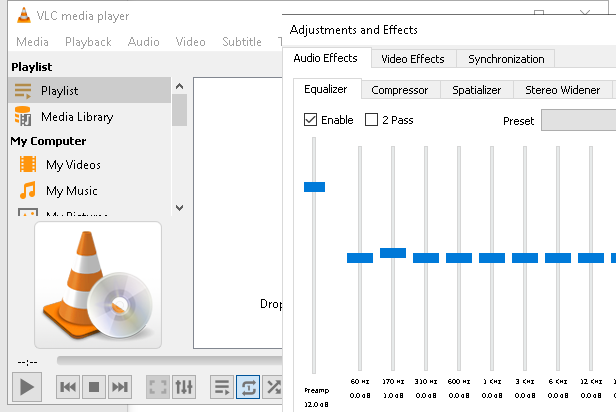 VLC media player
Media Playback Audio Video Subtitle
Playlist
Playlist
Media Library
My Computer
My Videos
My Music
My Pictures
Drop
--:--
Adjustments and Effects
Audio Effects Video Effects Synchronization
Equalizer Compressor Spatializer Stereo Widener
Enable 2 Pass Preset
60 Hz 170 Hz 310 Hz 600 Hz 1 KHz 3 KHz 6 KHz 12 KHz
Preamp 0.0 dB 1.0 dB 0.0 dB 0.0 dB 0.0 dB 0.0 dB 0.0 dB 0.0 dB
12.0 dB